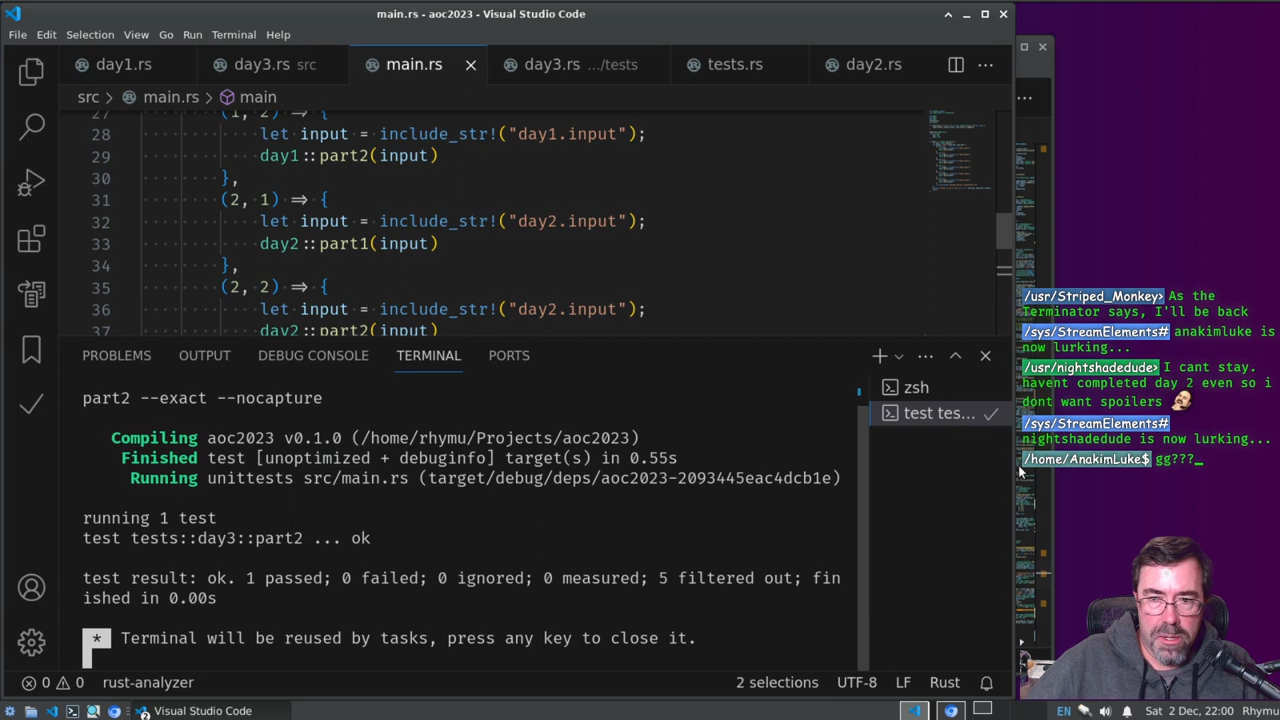 main.rs - aoc2023 - Visual Studio Code
File Edit Selection View Go Run Terminal Help
day1.rs day3.rs src main.rs day3.rs .../tests tests.rs day2.rs
src > main.rs > main
27 (1, 2) => {
28 let input = include_str!("day1.input");
29 day1::part2(input)
30 },
31 (2, 1) => {
32 let input = include_str!("day2.input");
33 day2::part1(input)
34 },
35 (2, 2) => {
36 let input = include_str!("day2.input");
37 day2::part2(input)
PROBLEMS OUTPUT DEBUG CONSOLE TERMINAL PORTS
zsh
test tes...
part2 --exact --nocapture
Compiling aoc2023 v0.1.0 (/home/rhymu/Projects/aoc2023)
Finished test [unoptimized + debuginfo] target(s) in 0.55s
Running unittests src/main.rs (target/debug/deps/aoc2023-2093445eac4dcb1e)
running 1 test
test tests::day3::part2 ... ok
test result: ok. 1 passed; 0 failed; 0 ignored; 0 measured; 5 filtered out; fin
ished in 0.00s
* Terminal will be reused by tasks, press any key to close it.
/usr/Striped_Monkey> As the
Terminator says, I'll be back
/sys/StreamElements# anakimluke is
now lurking...
/usr/nightshadedude> I cant stay.
havent completed day 2 even so i
dont want spoilers
/sys/StreamElements#
nightshadedude is now lurking...
/home/AnakimLuke$ gg???_
0 0 rust-analyzer 2 selections UTF-8 LF Rust
Visual Studio Code EN Sat 2 Dec, 22:00 Rhymu